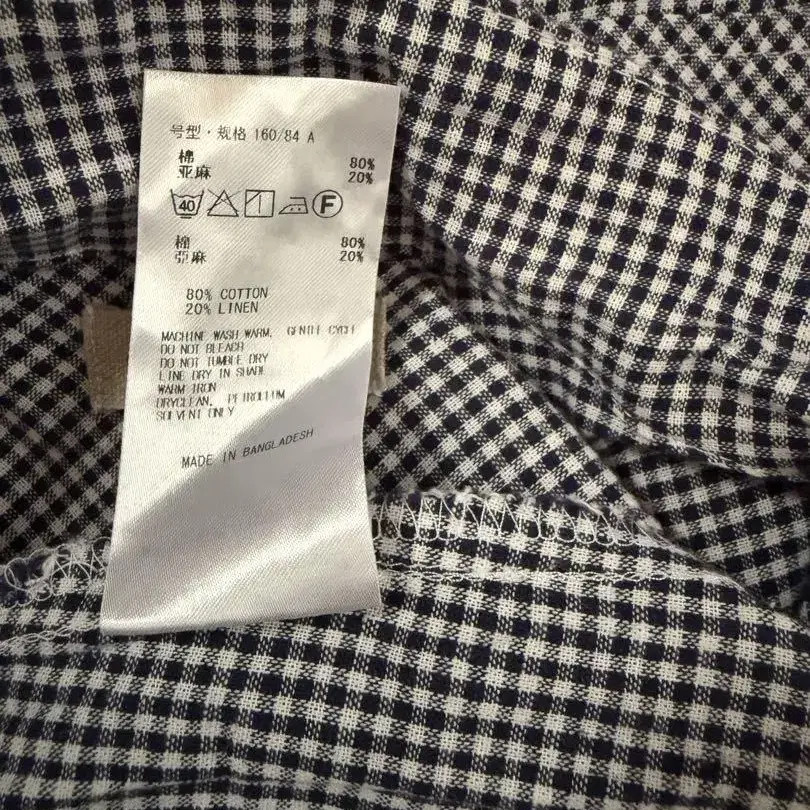 号型·规格 160/84 A
棉 80%
亚麻 20%
40 F
棉 80%
亞麻 20%
80% COTTON
20% LINEN
MACHINE WASH WARM, GENTLE CYCLE
DO NOT BLEACH
DO NOT TUMBLE DRY
LINE DRY IN SHADE
WARM IRON
DRYCLEAN, PETROLEUM
SOLVENT ONLY
MADE IN BANGLADESH